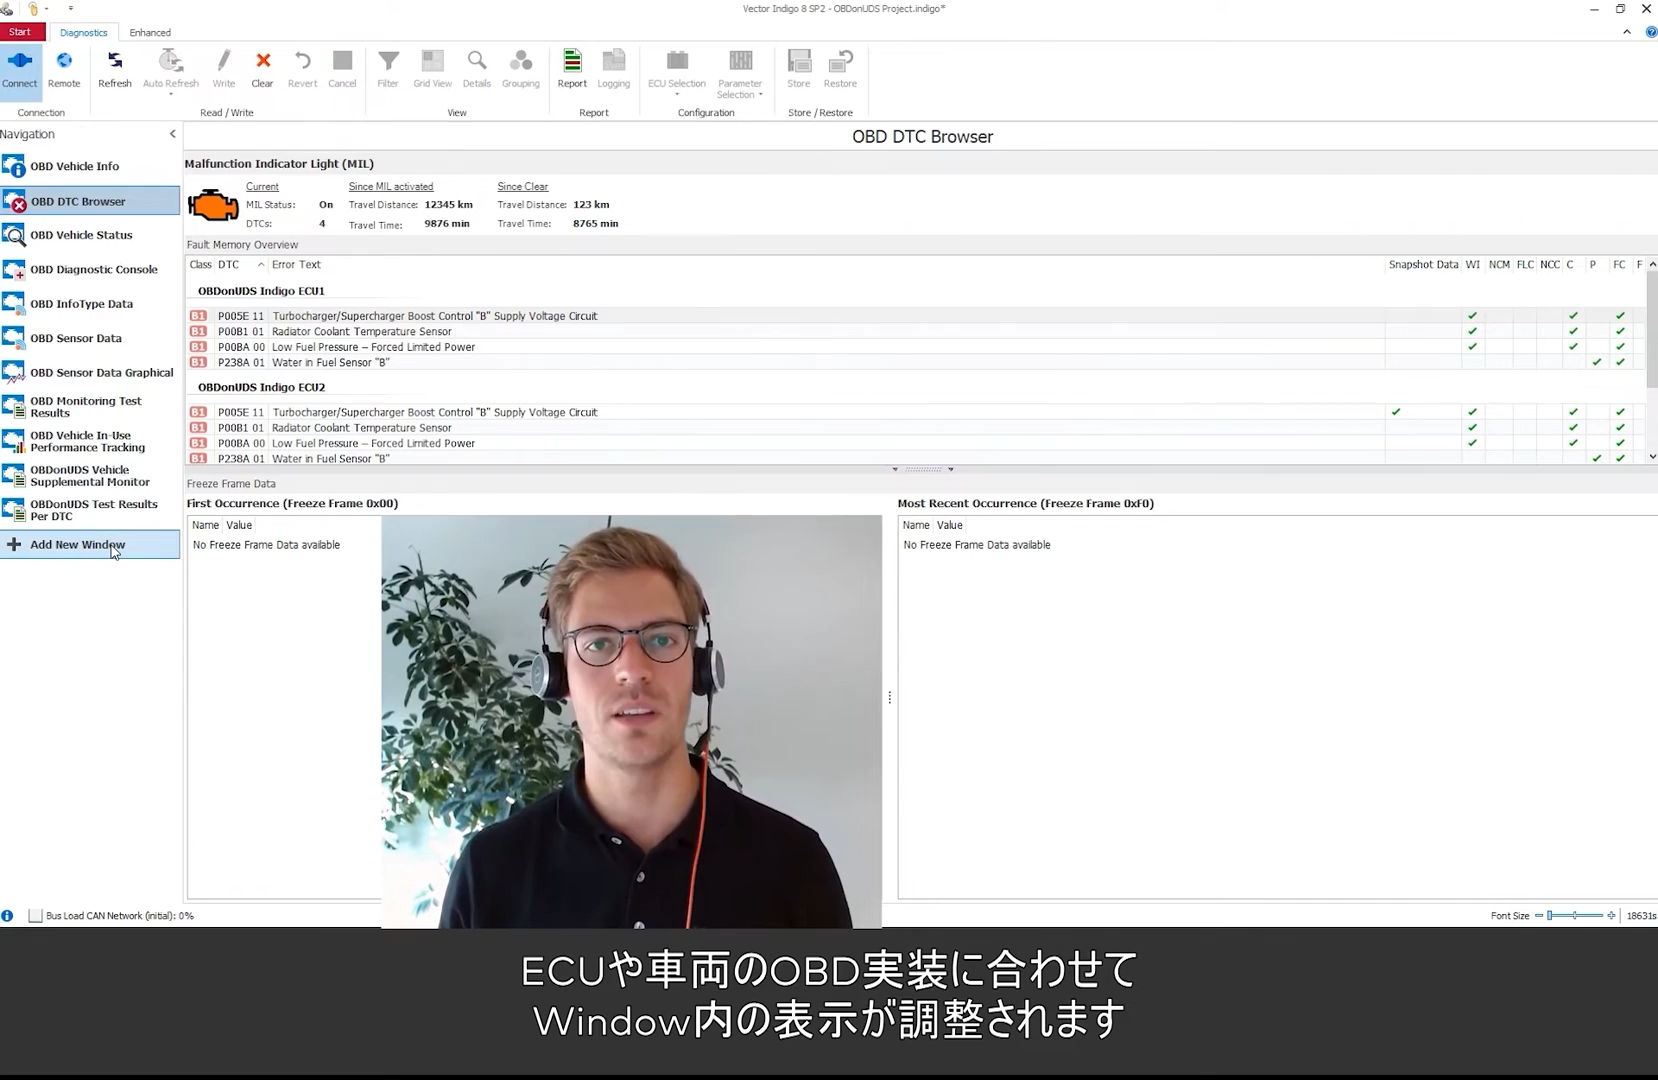 Vector Indigo 8 SP2 - OBDonUDS Project.indigo*
Start Diagnostics Enhanced
Connect Remote Refresh Auto Refresh Write Clear Revert Cancel Filter Grid View Details Grouping Report Logging ECU Selection Parameter Selection Store Restore
Connection Read / Write View Report Configuration Store / Restore
Navigation
OBD Vehicle Info
OBD DTC Browser
OBD Vehicle Status
OBD Diagnostic Console
OBD InfoType Data
OBD Sensor Data
OBD Sensor Data Graphical
OBD Monitoring Test
Results
OBD Vehicle In-Use
Performance Tracking
OBDonUDS Vehicle
Supplemental Monitor
OBDonUDS Test Results
Per DTC
Add New Window
OBD DTC Browser
Malfunction Indicator Light (MIL)
Current Since MIL activated Since Clear
MIL Status: On Travel Distance: 12345 km Travel Distance: 123 km
DTCs: 4 Travel Time: 9876 min Travel Time: 8765 min
Fault Memory Overview
Class DTC Error Text Snapshot Data WI NCM FLC NCC C P FC F
OBDonUDS Indigo ECU1
B1 P005E 11 Turbocharger/Supercharger Boost Control "B" Supply Voltage Circuit
B1 P00B1 01 Radiator Coolant Temperature Sensor
B1 P00BA 00 Low Fuel Pressure – Forced Limited Power
B1 P238A 01 Water in Fuel Sensor "B"
OBDonUDS Indigo ECU2
B1 P005E 11 Turbocharger/Supercharger Boost Control "B" Supply Voltage Circuit
B1 P00B1 01 Radiator Coolant Temperature Sensor
B1 P00BA 00 Low Fuel Pressure – Forced Limited Power
B1 P238A 01 Water in Fuel Sensor "B"
Freeze Frame Data
First Occurrence (Freeze Frame 0x00) Most Recent Occurrence (Freeze Frame 0xF0)
Name Value Name Value
No Freeze Frame Data available No Freeze Frame Data available
Bus Load CAN Network (initial): 0% Font Size 18631s
ECUや車両のOBD実装に合わせて
Window内の表示が調整されます